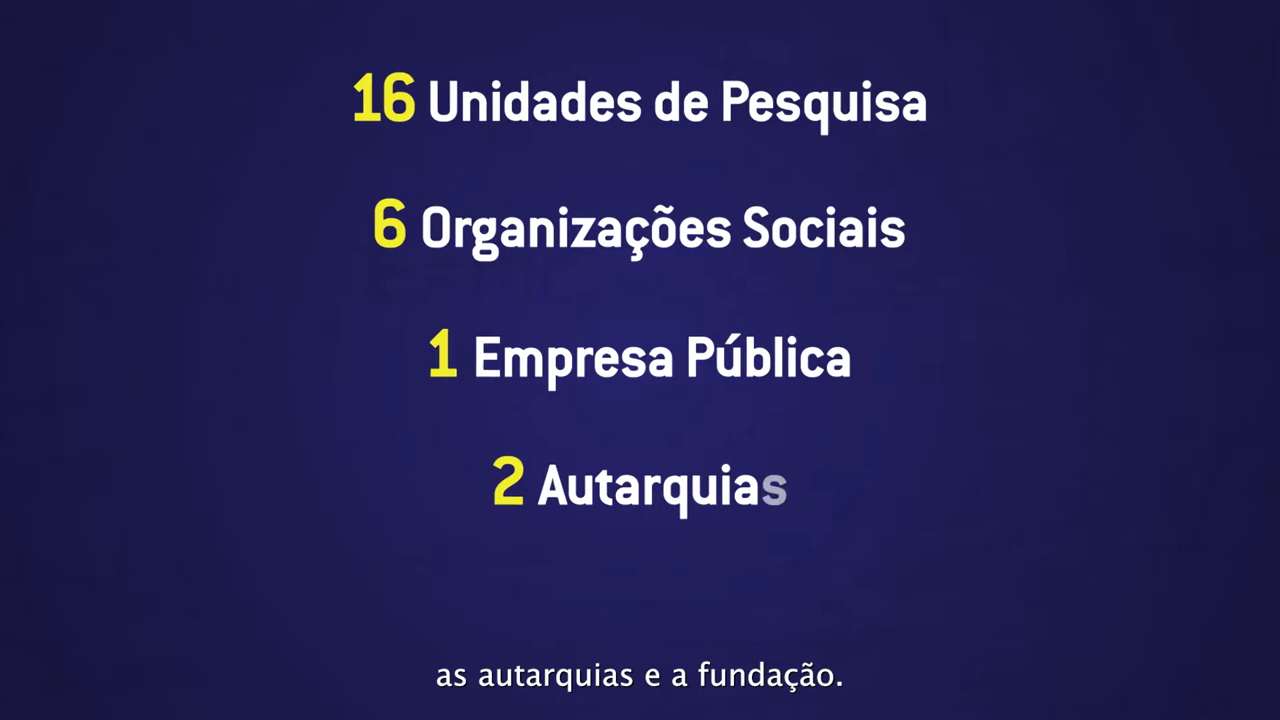 16 Unidades de Pesquisa
6 Organizações Sociais
1 Empresa Pública
2 Autarquias
as autarquias e a fundação.